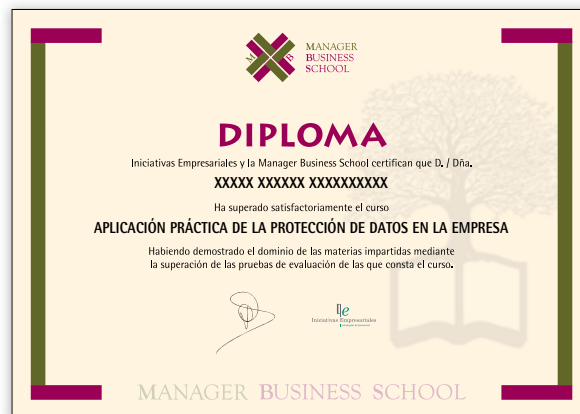 M B
MANAGER
BUSINESS
SCHOOL
DIPLOMA
Iniciativas Empresariales y la Manager Business School certifican que D. / Dña.
XXXXX XXXXXX XXXXXXXXXX
Ha superado satisfactoriamente el curso
APLICACIÓN PRÁCTICA DE LA PROTECCIÓN DE DATOS EN LA EMPRESA
Habiendo demostrado el dominio de las materias impartidas mediante
la superación de las pruebas de evaluación de las que consta el curso.
Iniciativas Empresariales
MANAGER BUSINESS SCHOOL